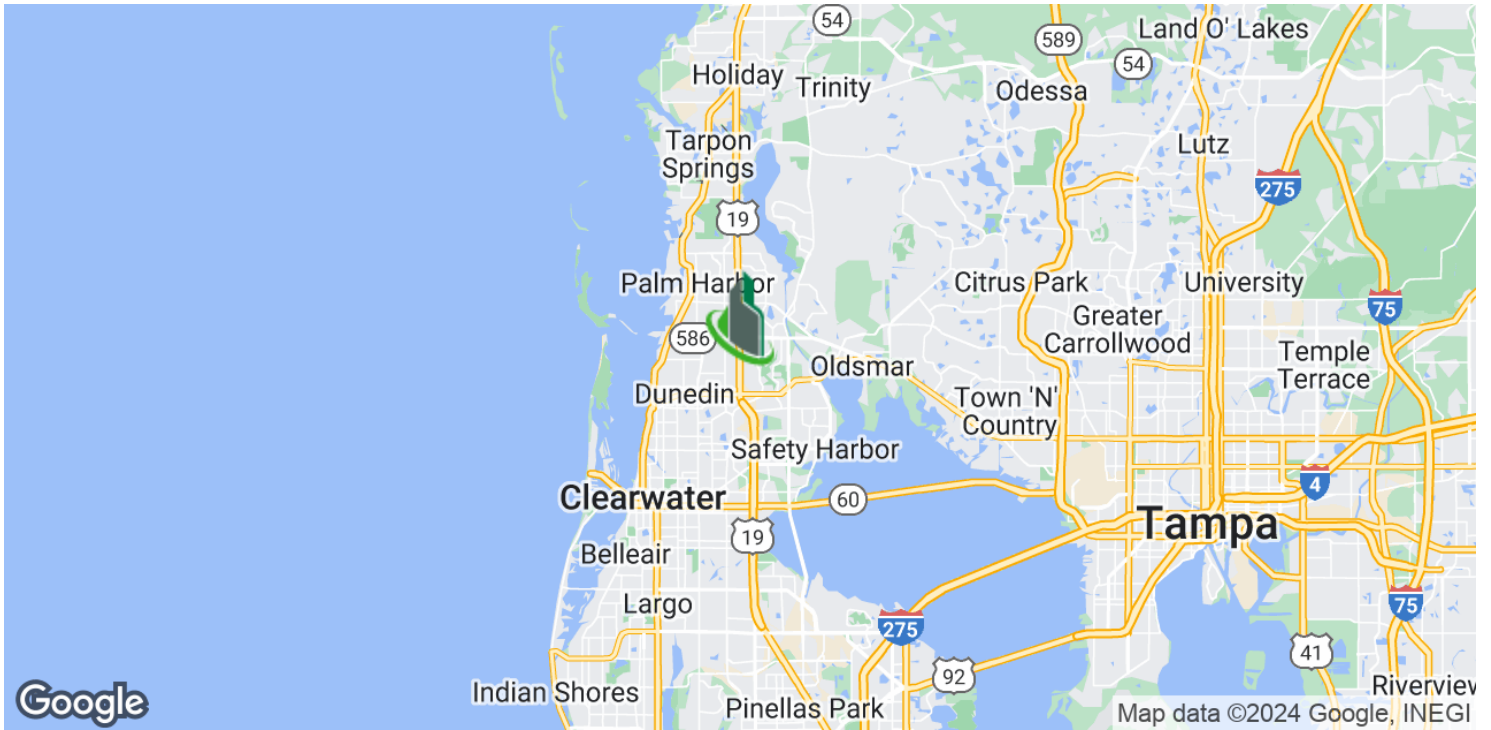 54
Land O' Lakes
589
54
Holiday
Trinity
Odessa
Tarpon
Springs
Lutz
275
19
Palm Harbor
Citrus Park
University
75
Greater
Carrollwood
586
Temple
Terrace
Oldsmar
Dunedin
Town 'N'
Country
Safety Harbor
4
Clearwater
60
Tampa
19
Belleair
Largo
275
75
41
92
Indian Shores
Pinellas Park
Riverview
Google
Map data ©2024 Google, INEGI